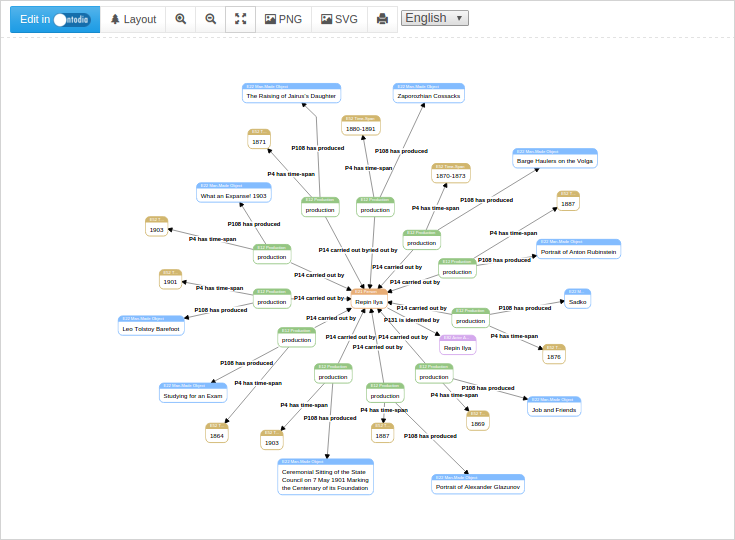 Edit in ontodia Layout PNG SVG English
E22 Man-Made Object
The Raising of Jairus's Daughter
E22 Man-Made Object
Zaporozhian Cossacks
E52 Time-Span
1880-1891
E52 T...
1871
P108 has produced
P108 has produced
E22 Man-Made Object
Barge Haulers on the Volga
P4 has time-span
P4 has time-span
E52 Time-Span
1870-1873
E22 Man-Made Object
What an Expanse! 1903
E52 T...
1887
P108 has produced
E12 Production
production
E12 Production
production
P4 has time-span
E52 T...
1903
P108 has produced
P4 has time-span
E12 Production
production
P4 has time-span
E22 Man-Made Object
Portrait of Anton Rubinstein
E12 Production
production
P14 carried out by
P14 carried out by
P108 has produced
E12 Production
production
P14 carried out by
P14 carried out by
P14 carried out by
E52 T...
1901
P4 has time-span
E12 Production
production
P14 carried out by
Repin Ilya
Sadko
P108 has produced
P108 has produced
P14 carried out by
E12 Production
production
E22 Man-Made Object
Leo Tolstoy Barefoot
P14 carried out by
P131 is identified by
E12 Production
production
P14 carried out by
P14 carried out by
P14 carried out by
P4 has time-span
Repin Ilya
E52 T...
1876
P108 has produced
E12 Production
production
E12 Production
production
P4 has time-span
E22 Man-Made Object
Studying for an Exam
E12 Production
production
P108 has produced
P4 has time-span
P4 has time-span
P4 has time-span
E22 Man-Made Object
Job and Friends
P108 has produced
E52 T...
1869
E52 T...
1864
E52 T...
1903
E52 T...
1887
P108 has produced
E22 Man-Made Object
Ceremonial Sitting of the State
Council on 7 May 1901 Marking
the Centenary of its Foundation
E22 Man-Made Object
Portrait of Alexander Glazunov